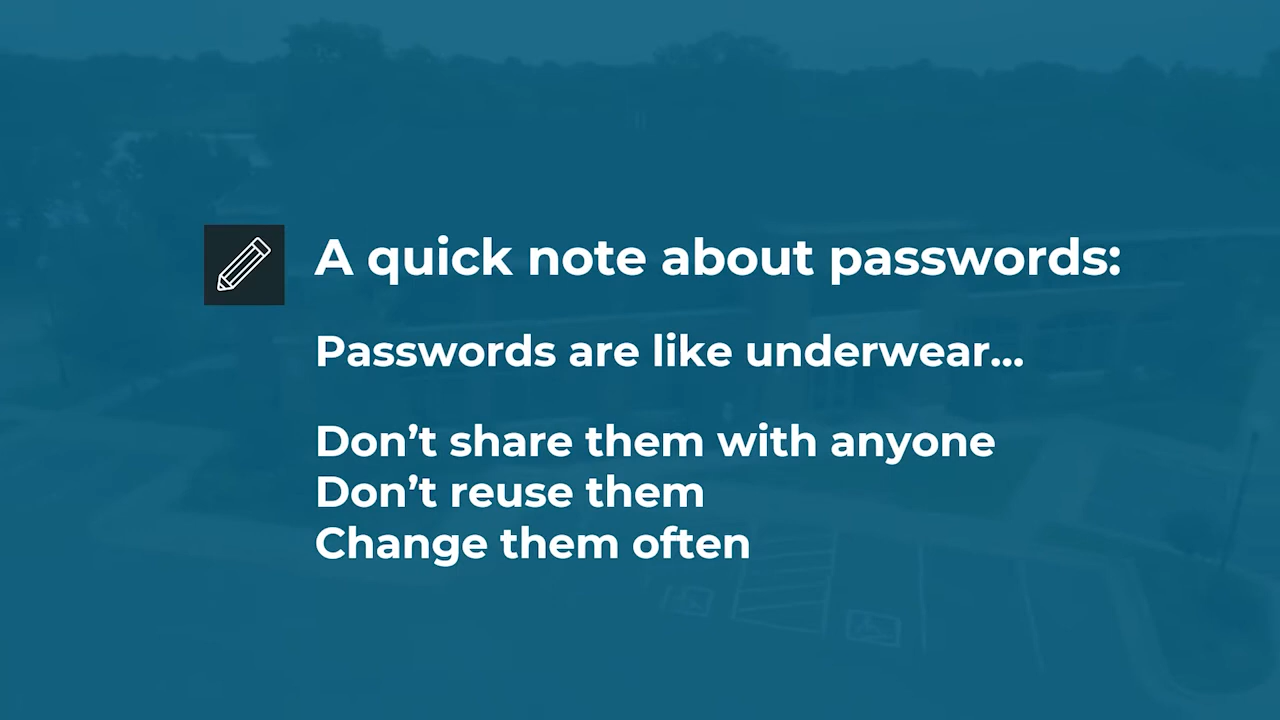 A quick note about passwords:
Passwords are like underwear...
Don’t share them with anyone
Don’t reuse them
Change them often